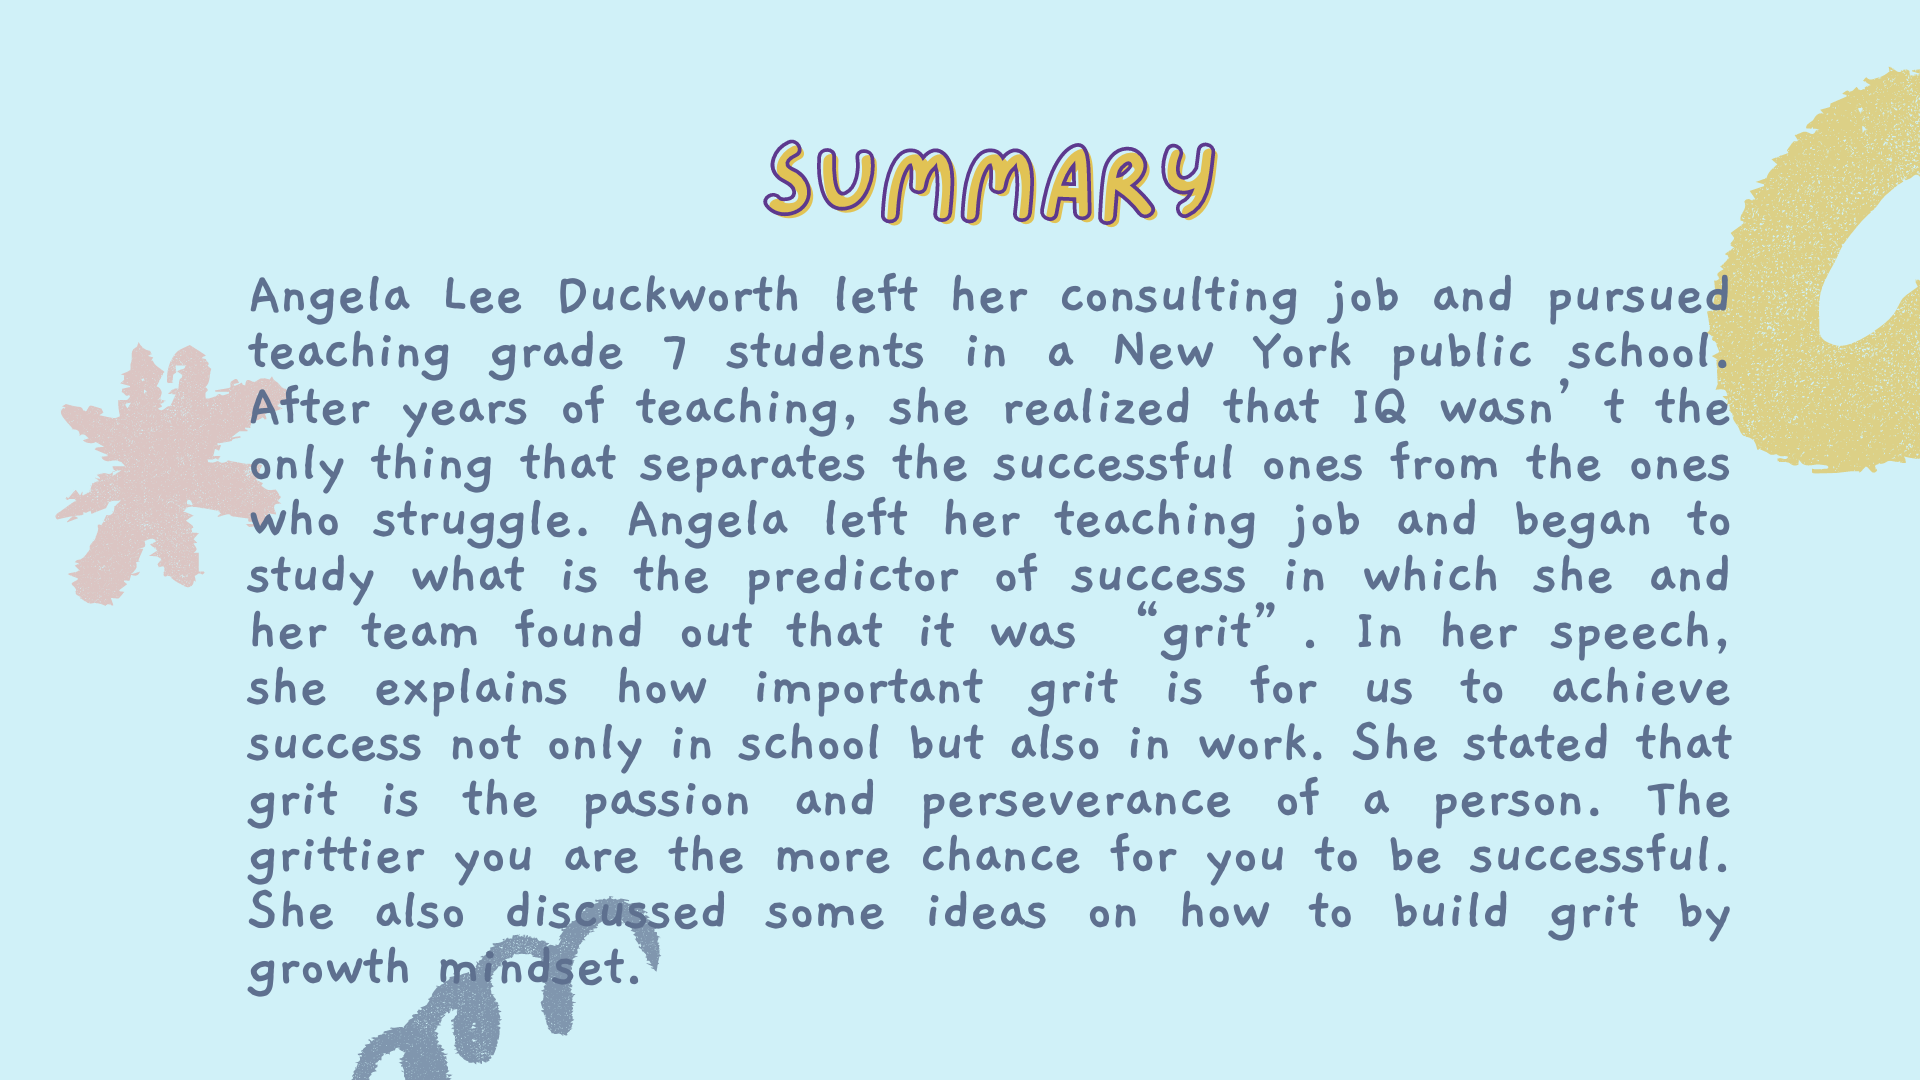 SUMMARY
Angela Lee Duckworth left her consulting job and pursued
teaching grade 7 students in a New York public school.
After years of teaching, she realized that IQ wasn’ t the
only thing that separates the successful ones from the ones
who struggle. Angela left her teaching job and began to
study what is the predictor of success in which she and
her team found out that it was “grit” . In her speech,
she explains how important grit is for us to achieve
success not only in school but also in work. She stated that
grit is the passion and perseverance of a person. The
grittier you are the more chance for you to be successful.
She also discussed some ideas on how to build grit by
growth mindset.